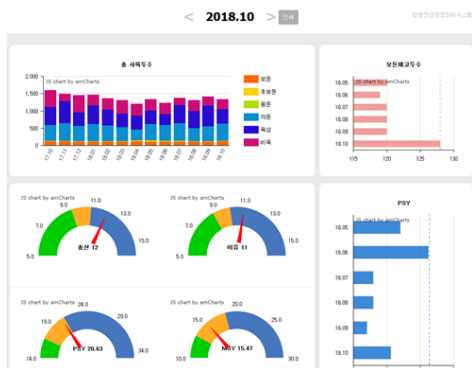 < 2018.10 > 인쇄
총 사육두수
JS chart by amCharts
2,000
1,500
1,000
500
0
17.10
17.11
17.12
18.01
18.02
18.03
18.04
18.05
18.06
18.07
18.08
18.09
18.10
모돈
후보돈
웅돈
자돈
육성
비육
모돈재고두수
JS chart by amCharts
18.05
18.06
18.07
18.08
18.09
18.10
115 120 125 130
JS chart by amCharts
5.0 7.0 9.0 11.0 13.0 15.0
총산 12
JS chart by amCharts
5.0 7.0 9.0 11.0 13.0 15.0
이유 11
JS chart by amCharts
14.0 19.0 24.0 29.0 34.0
PSY 20.63
JS chart by amCharts
10.0 15.0 20.0 25.0 30.0
MSY 15.47
PSY
JS chart by amCharts
18.05
18.06
18.07
18.08
18.09
18.10